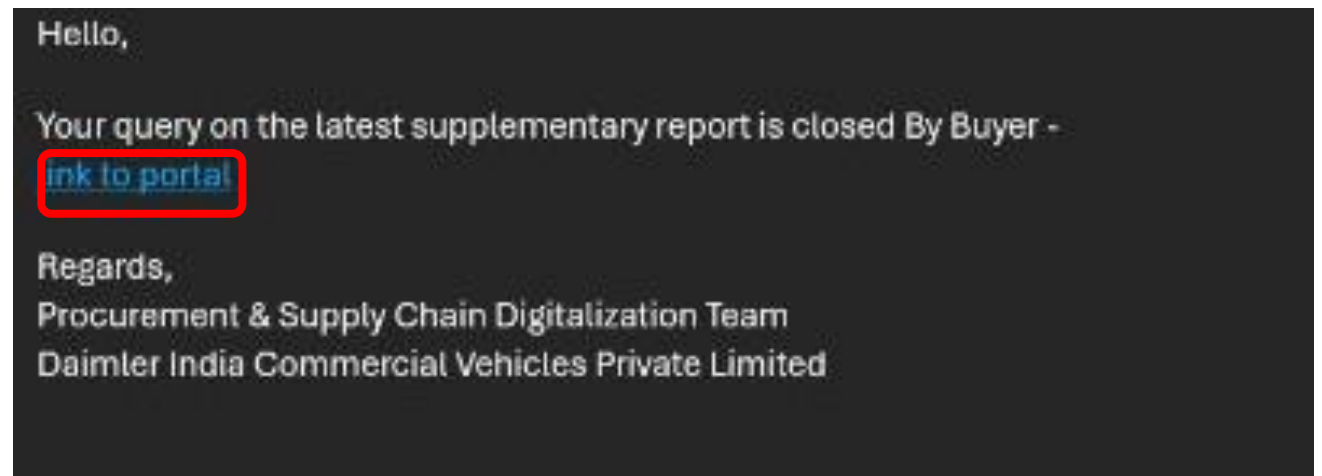 Hello,
Your query on the latest supplementary report is closed By Buyer -
ink to portal
Regards,
Procurement & Supply Chain Digitalization Team
Daimler India Commercial Vehicles Private Limited